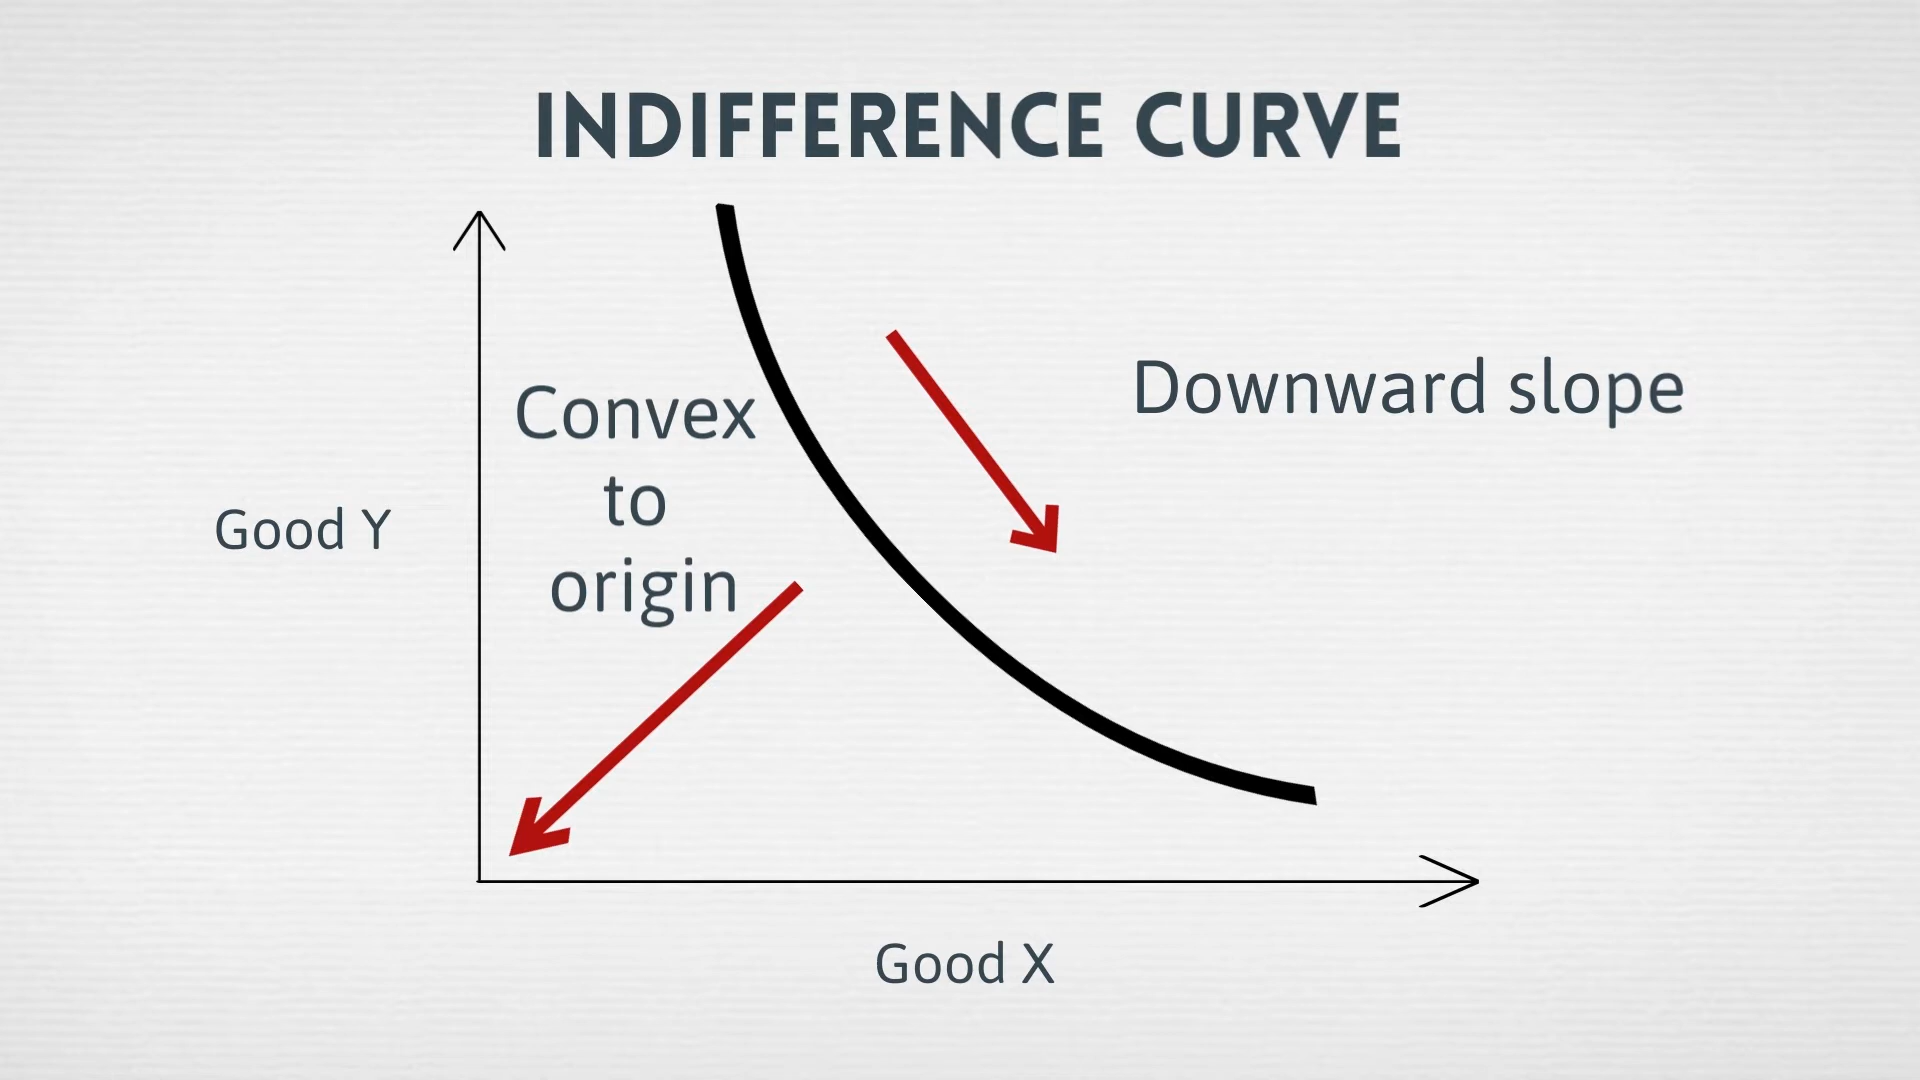 INDIFFERENCE CURVE
Convex
to
origin
Downward slope
Good Y
Good X